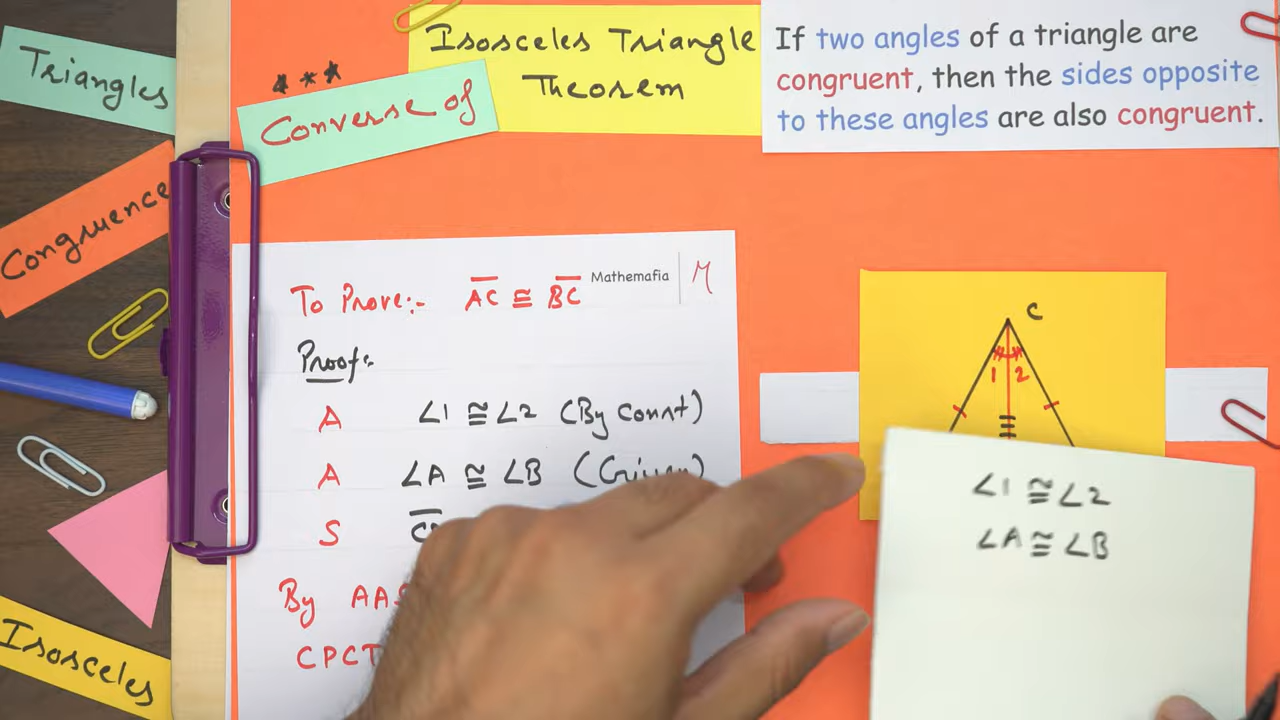 Triangles
Congruence
Isosceles
* * *
Converse of
Isosceles Triangle
Theorem
If two angles of a triangle are
congruent, then the sides opposite
to these angles are also congruent.
Mathemafia M
To Prove:- AC ≅ BC
Proof:-
A ∠1 ≅ ∠2 (By const)
A ∠A ≅ ∠B (Given)
S
By AAS
CPCT
C
1 2
∠1 ≅ ∠2
∠A ≅ ∠B